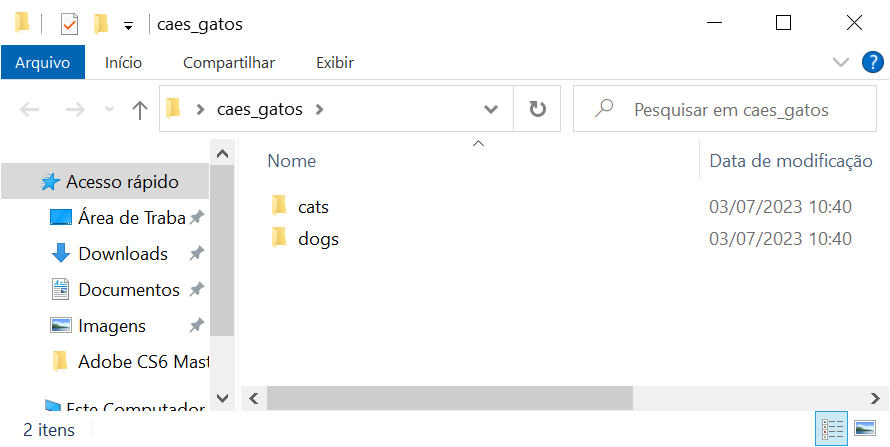 caes_gatos
Arquivo Início Compartilhar Exibir
caes_gatos
Pesquisar em caes_gatos
Nome Data de modificação
Acesso rápido
Área de Traba
Downloads
Documentos
Imagens
Adobe CS6 Mast
Este Computador
cats 03/07/2023 10:40
dogs 03/07/2023 10:40
2 itens